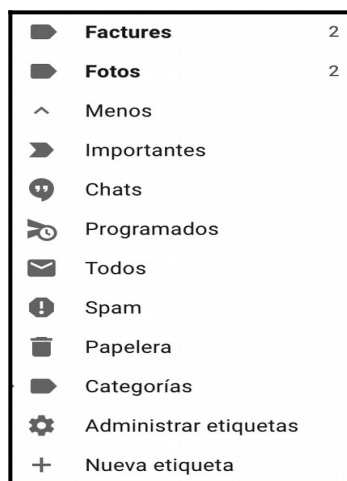 Factures 2
Fotos 2
Menos
Importantes
Chats
Programados
Todos
Spam
Papelera
Categorías
Administrar etiquetas
Nueva etiqueta